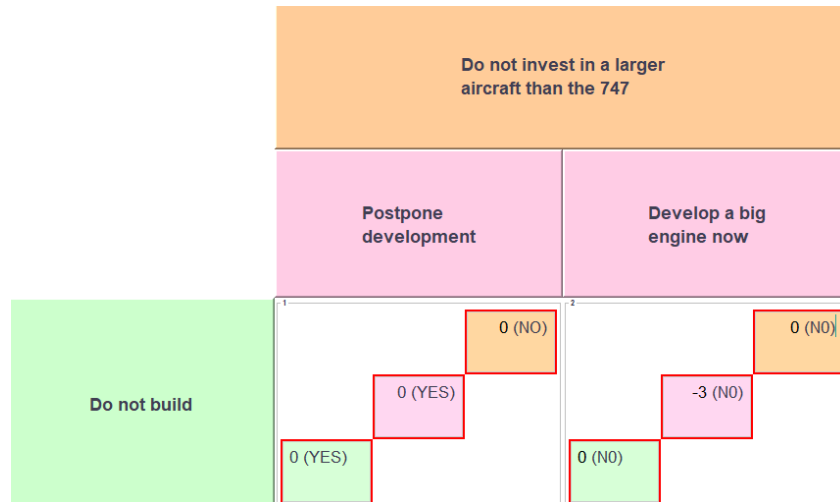 Do not invest in a larger
aircraft than the 747
Postpone
development
Develop a big
engine now
1
2
0 (NO)
0 (N0)
0 (YES)
-3 (N0)
Do not build
0 (YES)
0 (N0)